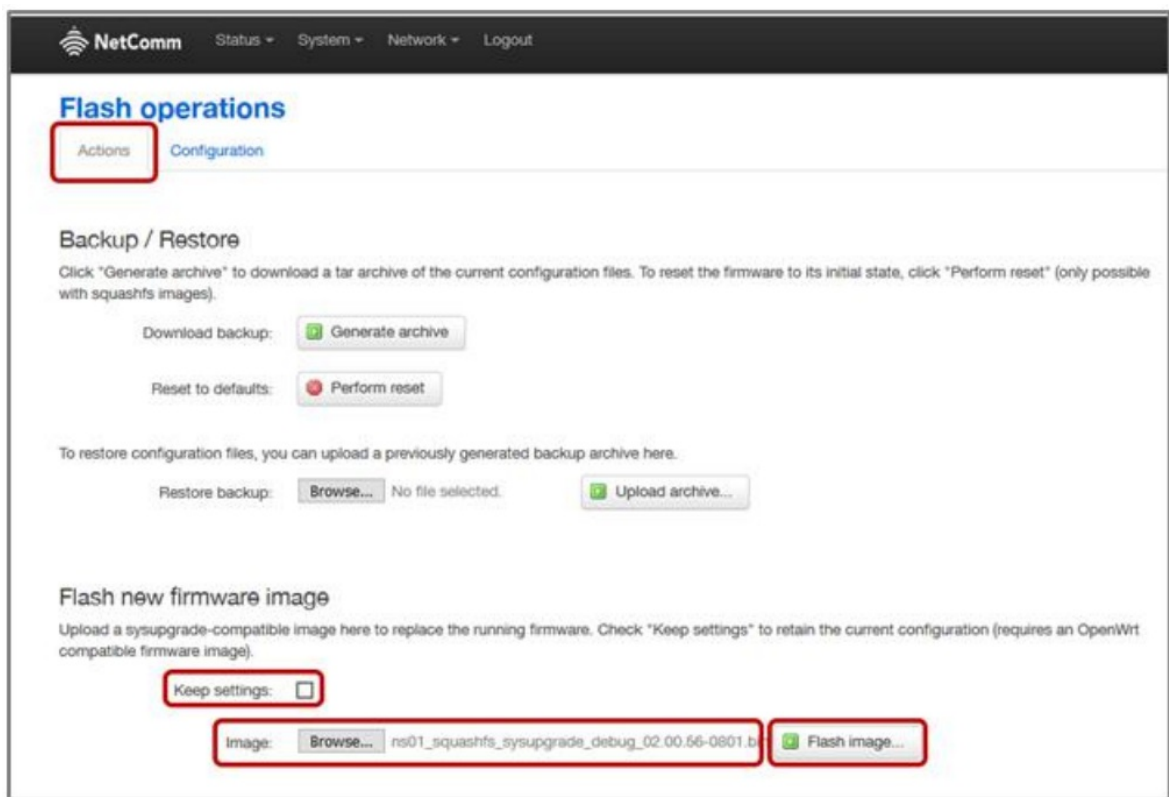 NetComm Status System Network Logout
Flash operations
Actions Configuration
Backup / Restore
Click "Generate archive" to download a tar archive of the current configuration files. To reset the firmware to its initial state, click "Perform reset" (only possible
with squashfs images).
Download backup: Generate archive
Reset to defaults: Perform reset
To restore configuration files, you can upload a previously generated backup archive here.
Restore backup: Browse... No file selected. Upload archive...
Flash new firmware image
Upload a sysupgrade-compatible image here to replace the running firmware. Check "Keep settings" to retain the current configuration (requires an OpenWrt
compatible firmware image).
Keep settings:
Image: Browse... ns01_squashfs_sysupgrade_debug_02.00.56-0801.bin Flash image...